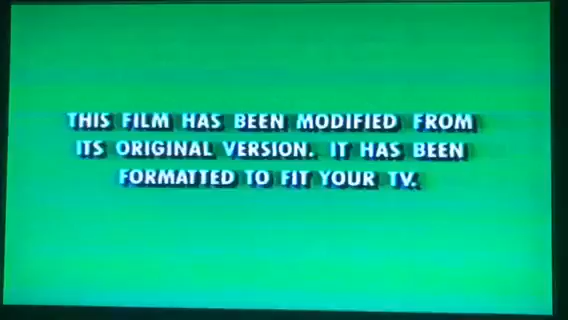 THIS FILM HAS BEEN MODIFIED FROM
ITS ORIGINAL VERSION. IT HAS BEEN
FORMATTED TO FIT YOUR TV.